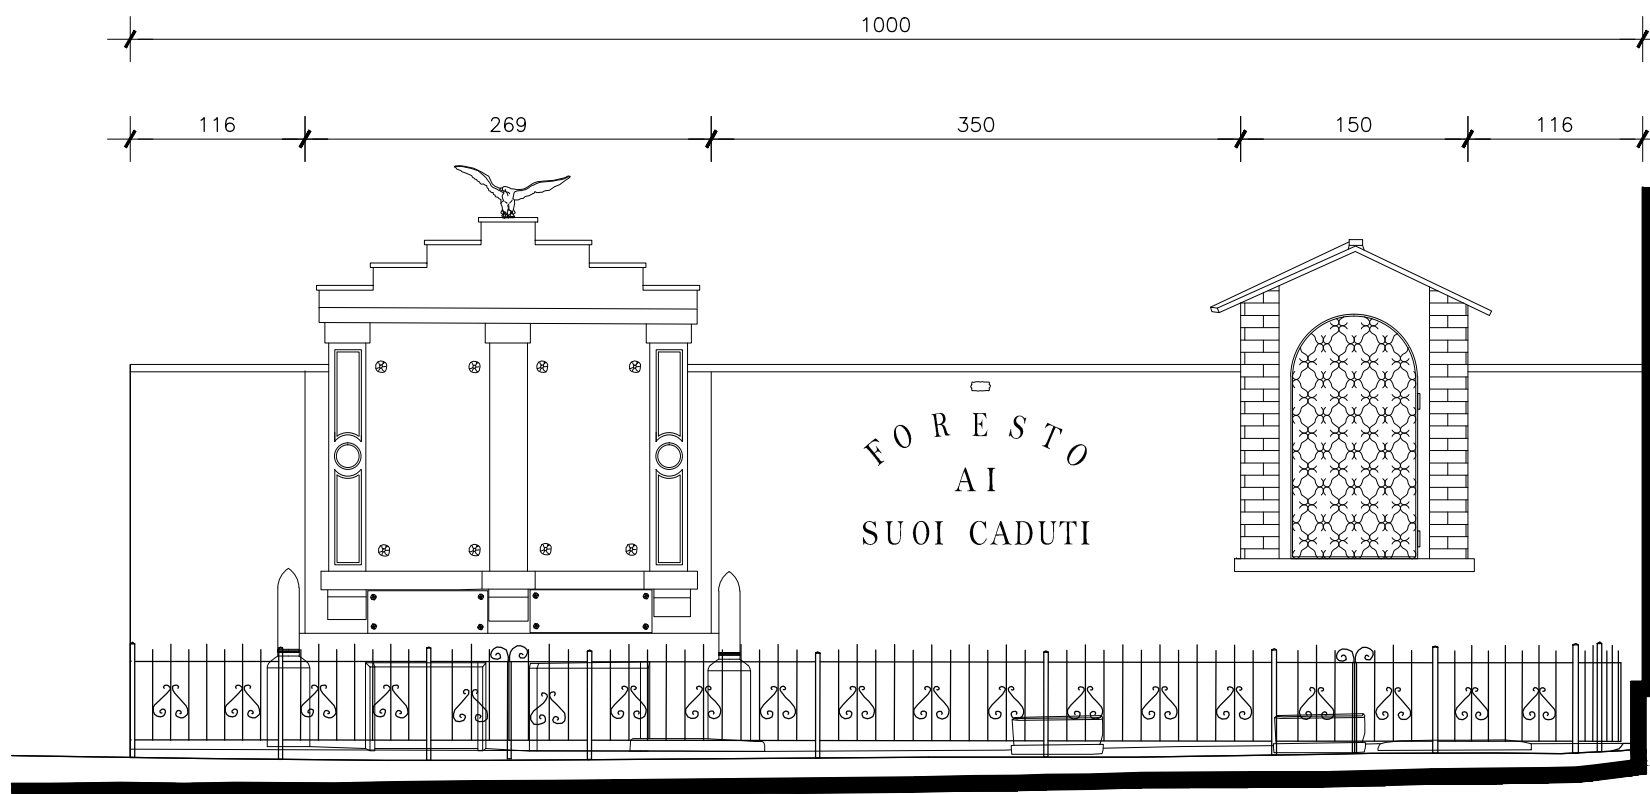 1000
116 269 350 150 116
FORESTO
AI
SUOI CADUTI